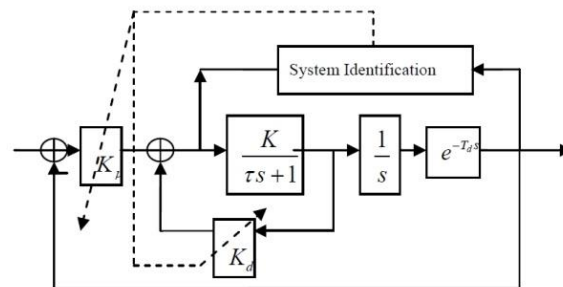 System Identification
K_p
K
τs+1
1
s
e^{-T_d s}
K_d